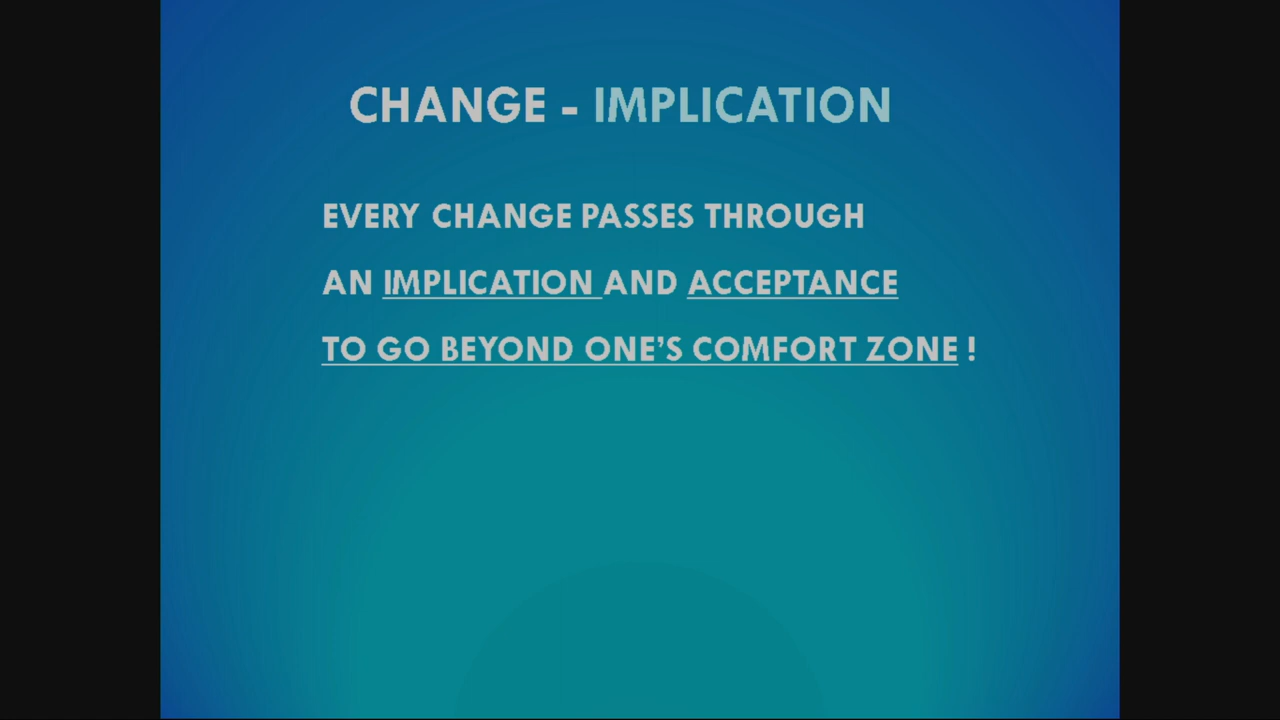 CHANGE - IMPLICATION
EVERY CHANGE PASSES THROUGH
AN IMPLICATION AND ACCEPTANCE
TO GO BEYOND ONE’S COMFORT ZONE !